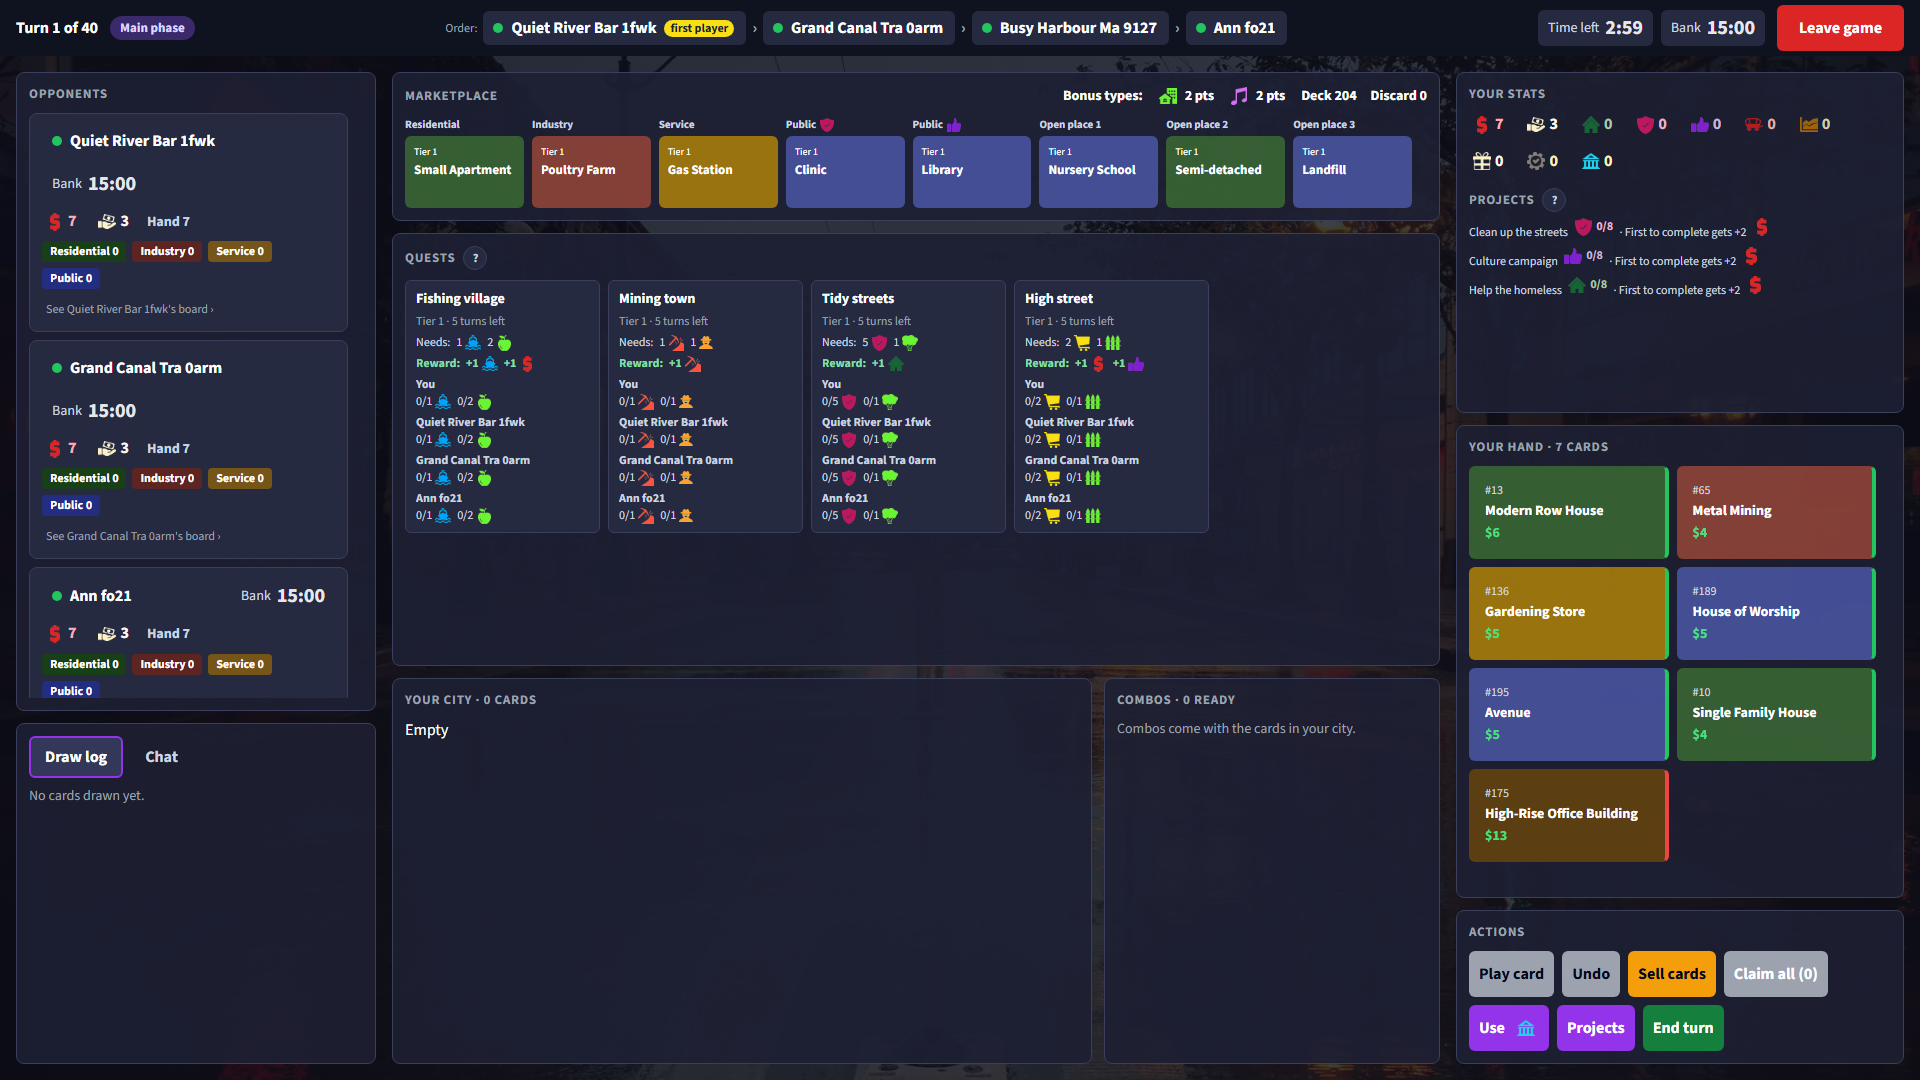 Turn 1 of 40 Main phase
Order: Quiet River Bar 1fwk first player › Grand Canal Tra 0arm › Busy Harbour Ma 9127 › Ann fo21
Time left 2:59 Bank 15:00 Leave game
OPPONENTS
Quiet River Bar 1fwk
Bank 15:00
$ 7 3 Hand 7
Residential 0 Industry 0 Service 0
Public 0
See Quiet River Bar 1fwk's board ›
Grand Canal Tra 0arm
Bank 15:00
$ 7 3 Hand 7
Residential 0 Industry 0 Service 0
Public 0
See Grand Canal Tra 0arm's board ›
Ann fo21 Bank 15:00
$ 7 3 Hand 7
Residential 0 Industry 0 Service 0
Public 0
Draw log Chat
No cards drawn yet.
MARKETPLACE
Bonus types: 2 pts 2 pts Deck 204 Discard 0
Residential Industry Service Public Public Open place 1 Open place 2 Open place 3
Tier 1 Tier 1 Tier 1 Tier 1 Tier 1 Tier 1 Tier 1 Tier 1
Small Apartment Poultry Farm Gas Station Clinic Library Nursery School Semi-detached Landfill
QUESTS ?
Fishing village
Tier 1 · 5 turns left
Needs: 1 2
Reward: +1 +1 $
You
0/1 0/2
Quiet River Bar 1fwk
0/1 0/2
Grand Canal Tra 0arm
0/1 0/2
Ann fo21
0/1 0/2
Mining town
Tier 1 · 5 turns left
Needs: 1 1
Reward: +1
You
0/1 0/1
Quiet River Bar 1fwk
0/1 0/1
Grand Canal Tra 0arm
0/1 0/1
Ann fo21
0/1 0/1
Tidy streets
Tier 1 · 5 turns left
Needs: 5 1
Reward: +1
You
0/5 0/1
Quiet River Bar 1fwk
0/5 0/1
Grand Canal Tra 0arm
0/5 0/1
Ann fo21
0/5 0/1
High street
Tier 1 · 5 turns left
Needs: 2 1
Reward: +1 $ +1
You
0/2 0/1
Quiet River Bar 1fwk
0/2 0/1
Grand Canal Tra 0arm
0/2 0/1
Ann fo21
0/2 0/1
YOUR CITY · 0 CARDS
Empty
COMBOS · 0 READY
Combos come with the cards in your city.
YOUR STATS
$ 7 3 0 0 0 0 0
0 0 0
PROJECTS ?
Clean up the streets 0/8 · First to complete gets +2 $
Culture campaign 0/8 · First to complete gets +2 $
Help the homeless 0/8 · First to complete gets +2 $
YOUR HAND · 7 CARDS
#13
Modern Row House
$6
#65
Metal Mining
$4
#136
Gardening Store
$5
#189
House of Worship
$5
#195
Avenue
$5
#10
Single Family House
$4
#175
High-Rise Office Building
$13
ACTIONS
Play card Undo Sell cards Claim all (0)
Use Projects End turn